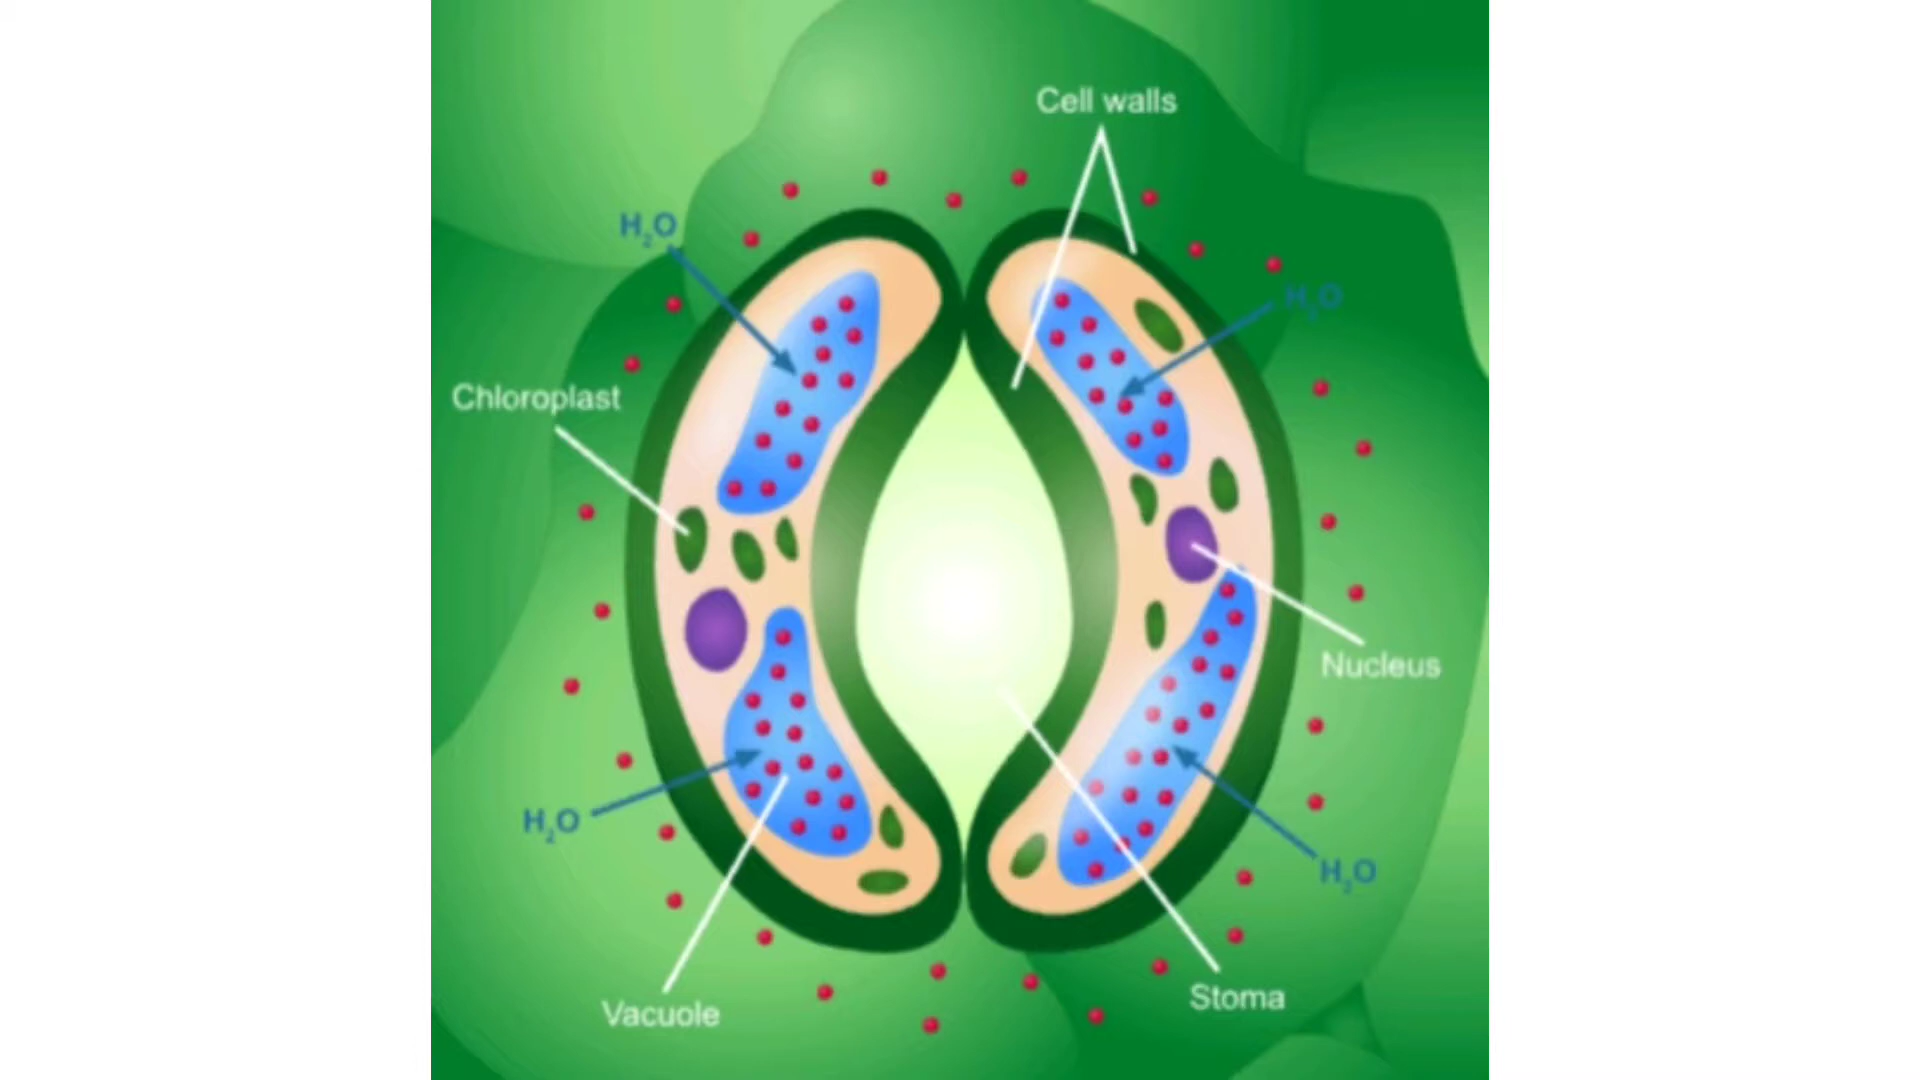 Cell walls
H₂O
H₂O
Chloroplast
Nucleus
H₂O
H₂O
Stoma
Vacuole